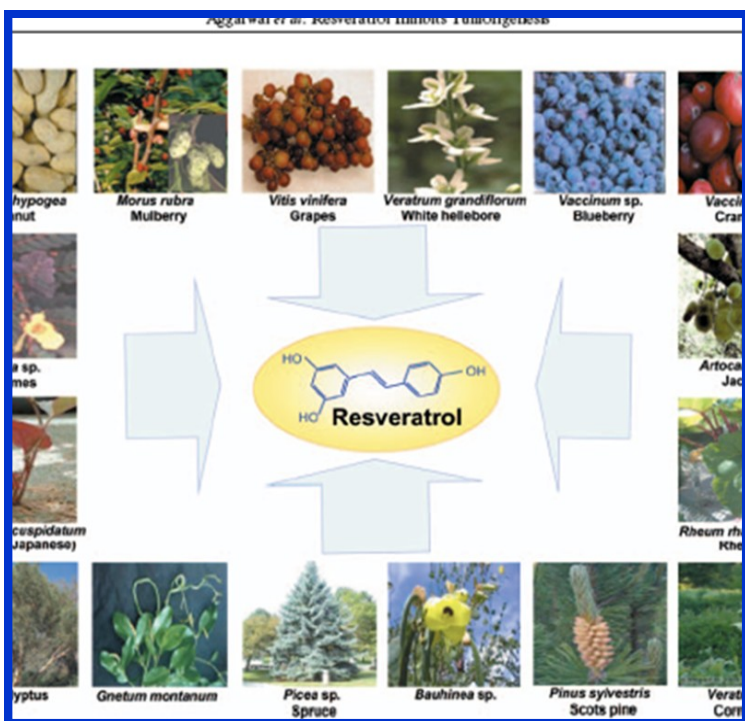 Aggarwal et al: Resveratrol Inhibits Tumorigenesis
hypogea
nut
Morus rubra
Mulberry
Vitis vinifera
Grapes
Veratrum grandiflorum
White hellebore
Vaccinum sp.
Blueberry
Vaccin
Cran
a sp.
mes
Artoca
Jac
HO
OH
HO
Resveratrol
cuspidatum
Japanese)
Rheum rh
Rhe
yptus
Gnetum montanum
Picea sp.
Spruce
Bauhinea sp.
Pinus sylvestris
Scots pine
Verat
Corn